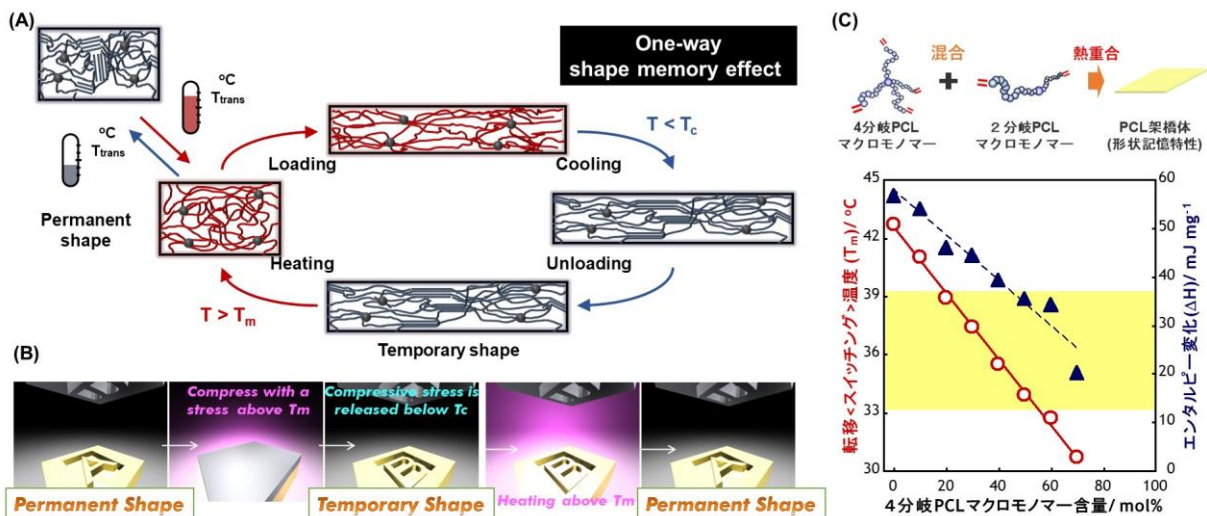 (A)
One-way
shape memory effect
ºC
Ttrans
ºC
Ttrans
Loading
Cooling
T < Tc
Permanent
shape
Heating
Unloading
T > Tm
Temporary shape
(B)
Compress with a
stress above Tm
Compressive stress is
released below Tc
Heating above Tm
Permanent Shape
Temporary Shape
Permanent Shape
(C)
混合
熱重合
+
4分岐PCL
マクロモノマー
2分岐PCL
マクロモノマー
PCL架橋体
(形状記憶特性)
転移<スイッチング>温度 (Tm)/ ºC
45
42
39
36
33
30
60
50
40
30
20
10
0
エンタルピー変化(ΔH)/ mJ mg-1
0 20 40 60 80 100
4分岐PCLマクロモノマー含量/ mol%